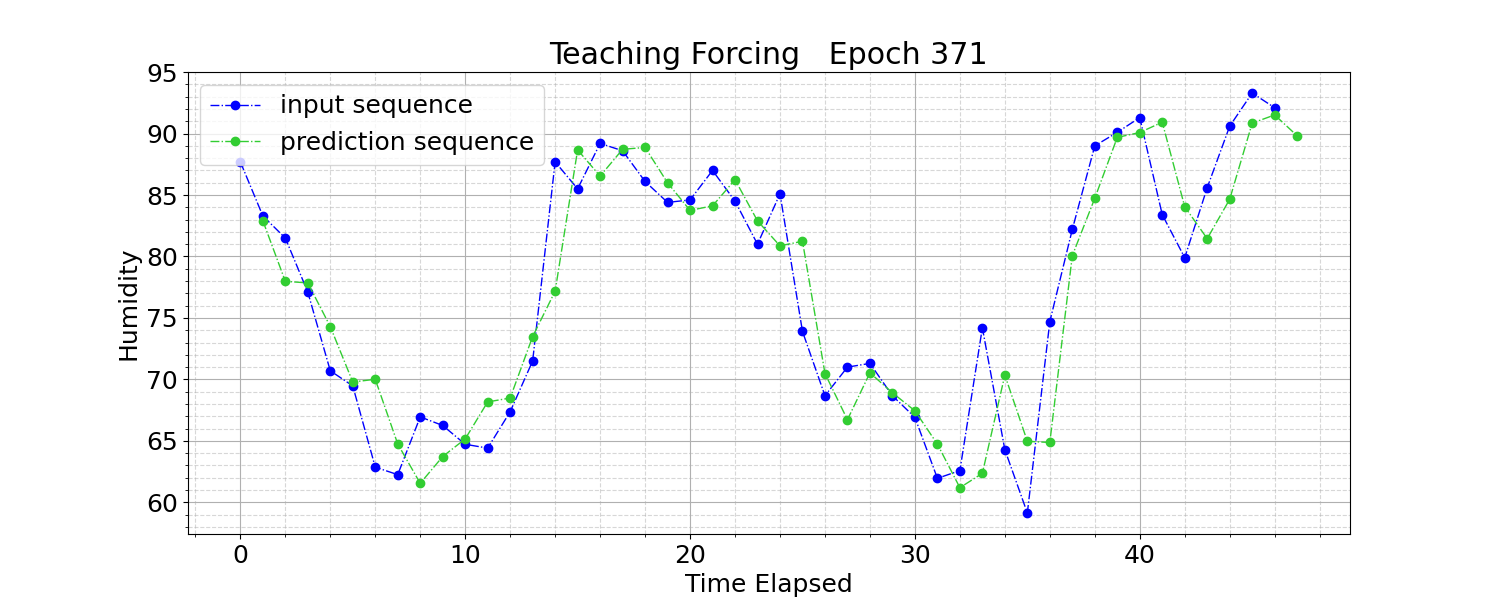 Teaching Forcing   Epoch 371
95
90
85
80
75
70
65
60
Humidity
input sequence
prediction sequence
0 10 20 30 40
Time Elapsed